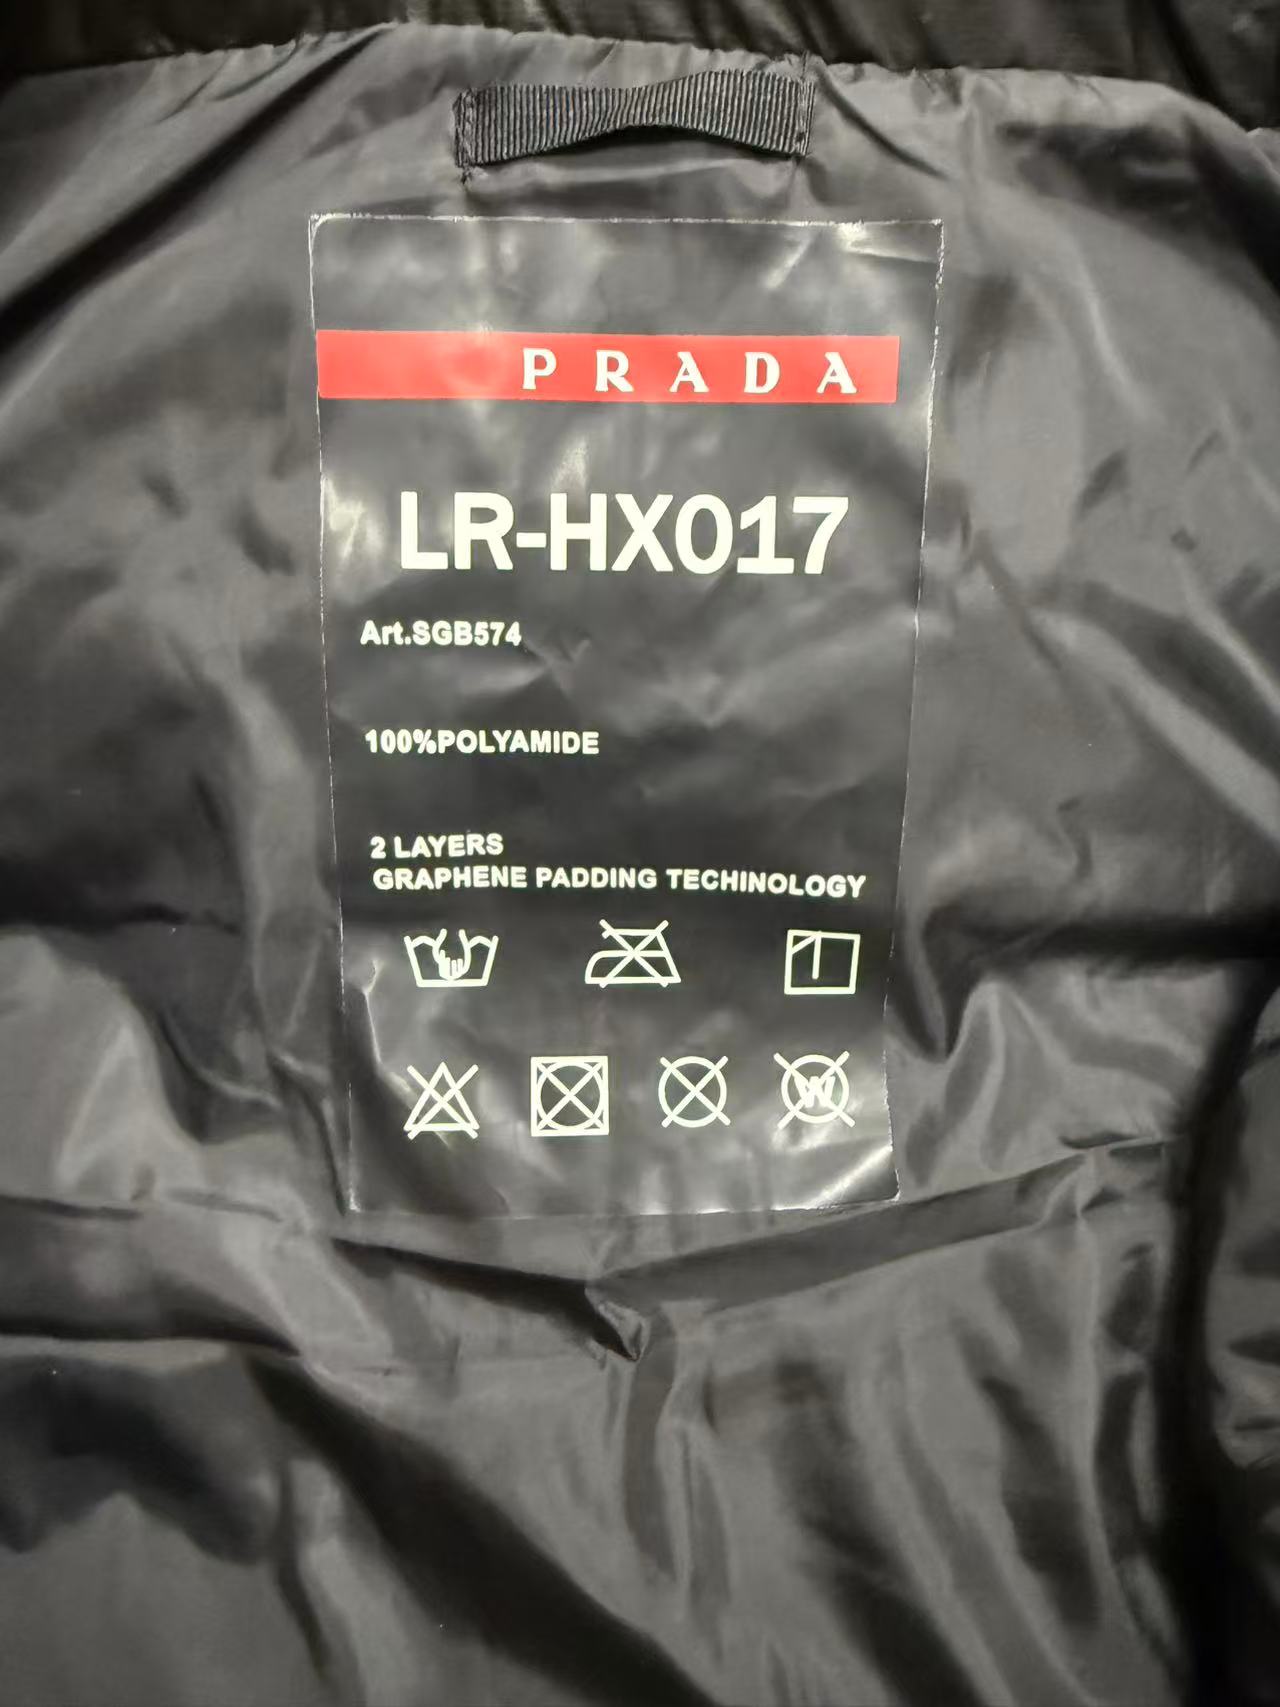 PRADA
LR-HX017
Art.SGB574
100%POLYAMIDE
2 LAYERS
GRAPHENE PADDING TECHINOLOGY
W